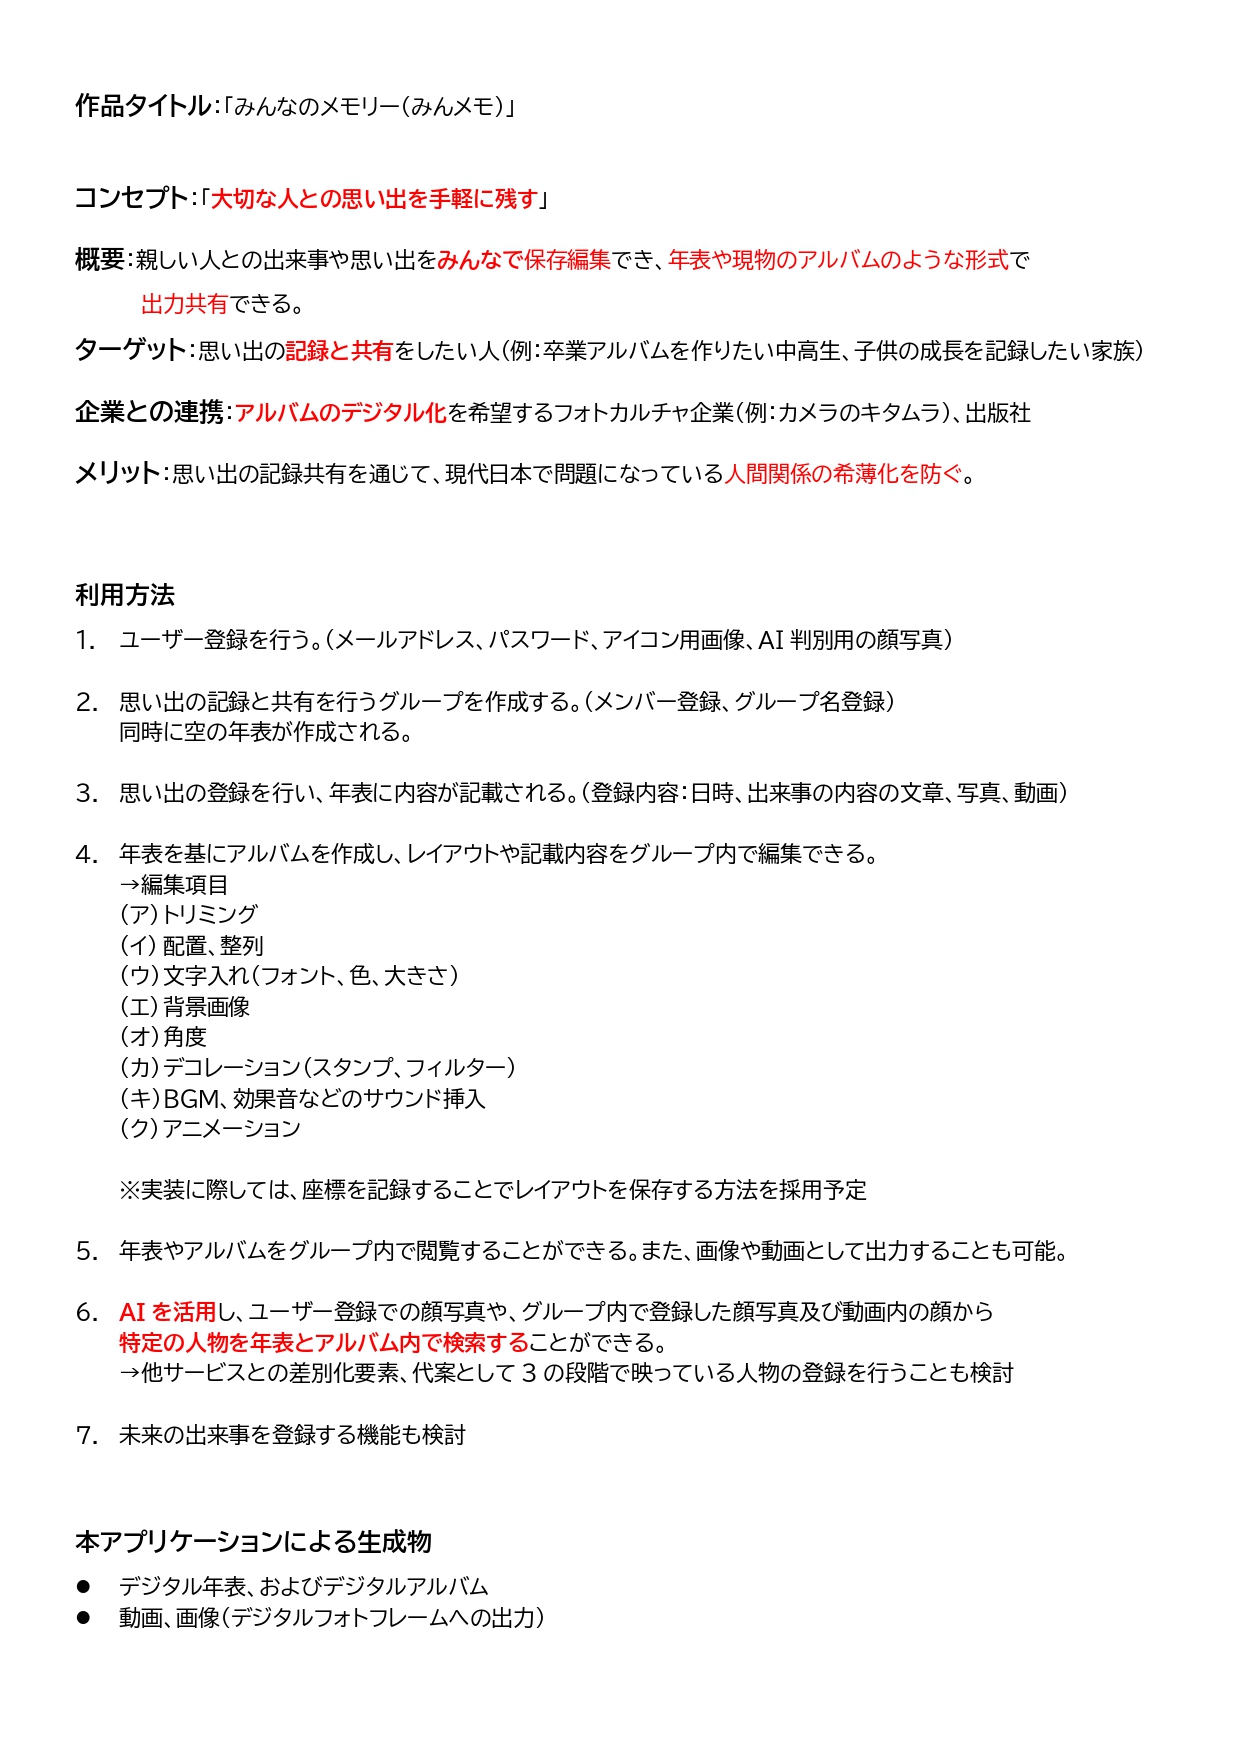 作品タイトル:「みんなのメモリー(みんメモ)」
コンセプト:「大切な人との思い出を手軽に残す」
概要:親しい人との出来事や思い出をみんなで保存編集でき、年表や現物のアルバムのような形式で
出力共有できる。
ターゲット:思い出の記録と共有をしたい人(例:卒業アルバムを作りたい中高生、子供の成長を記録したい家族)
企業との連携:アルバムのデジタル化を希望するフォトカルチャ企業(例:カメラのキタムラ)、出版社
メリット:思い出の記録共有を通じて、現代日本で問題になっている人間関係の希薄化を防ぐ。
利用方法
1. ユーザー登録を行う。(メールアドレス、パスワード、アイコン用画像、AI 判別用の顔写真)
2. 思い出の記録と共有を行うグループを作成する。(メンバー登録、グループ名登録)
同時に空の年表が作成される。
3. 思い出の登録を行い、年表に内容が記載される。(登録内容:日時、出来事の内容の文章、写真、動画)
4. 年表を基にアルバムを作成し、レイアウトや記載内容をグループ内で編集できる。
→編集項目
(ア)トリミング
(イ)配置、整列
(ウ)文字入れ(フォント、色、大きさ)
(エ)背景画像
(オ)角度
(カ)デコレーション(スタンプ、フィルター)
(キ)BGM、効果音などのサウンド挿入
(ク)アニメーション
※実装に際しては、座標を記録することでレイアウトを保存する方法を採用予定
5. 年表やアルバムをグループ内で閲覧することができる。また、画像や動画として出力することも可能。
6. AI を活用し、ユーザー登録での顔写真や、グループ内で登録した顔写真及び動画内の顔から
特定の人物を年表とアルバム内で検索することができる。
→他サービスとの差別化要素、代案として 3 の段階で映っている人物の登録を行うことも検討
7. 未来の出来事を登録する機能も検討
本アプリケーションによる生成物
● デジタル年表、およびデジタルアルバム
● 動画、画像(デジタルフォトフレームへの出力)